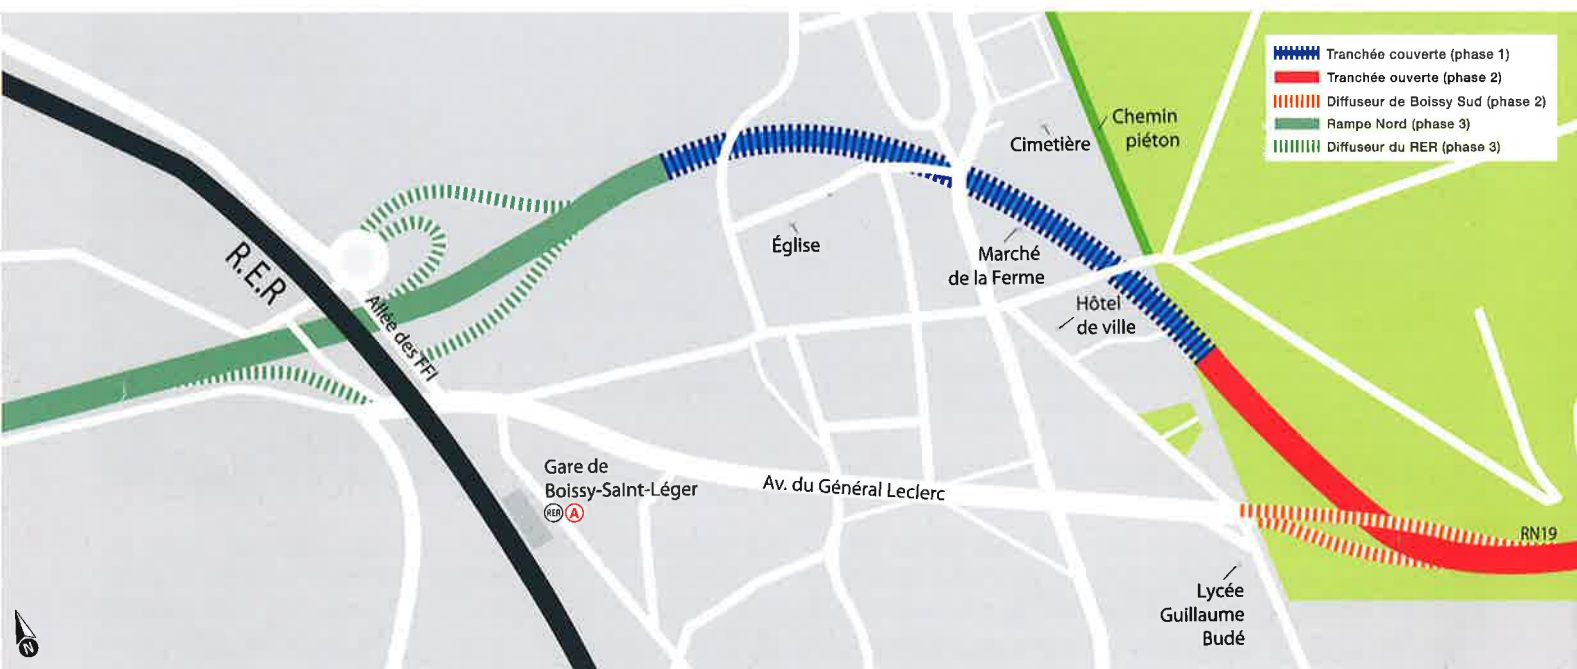 Tranchée couverte (phase 1)
Tranchée ouverte (phase 2)
Diffuseur de Boissy Sud (phase 2)
Rampe Nord (phase 3)
Diffuseur du RER (phase 3)
Chemin
piéton
Cimetière
Église
Marché
de la Ferme
Hôtel
de ville
R.E.R
Allée des FFI
Gare de
Boissy-Saint-Léger
RER A
Av. du Général Leclerc
RN19
Lycée
Guillaume
Budé
N